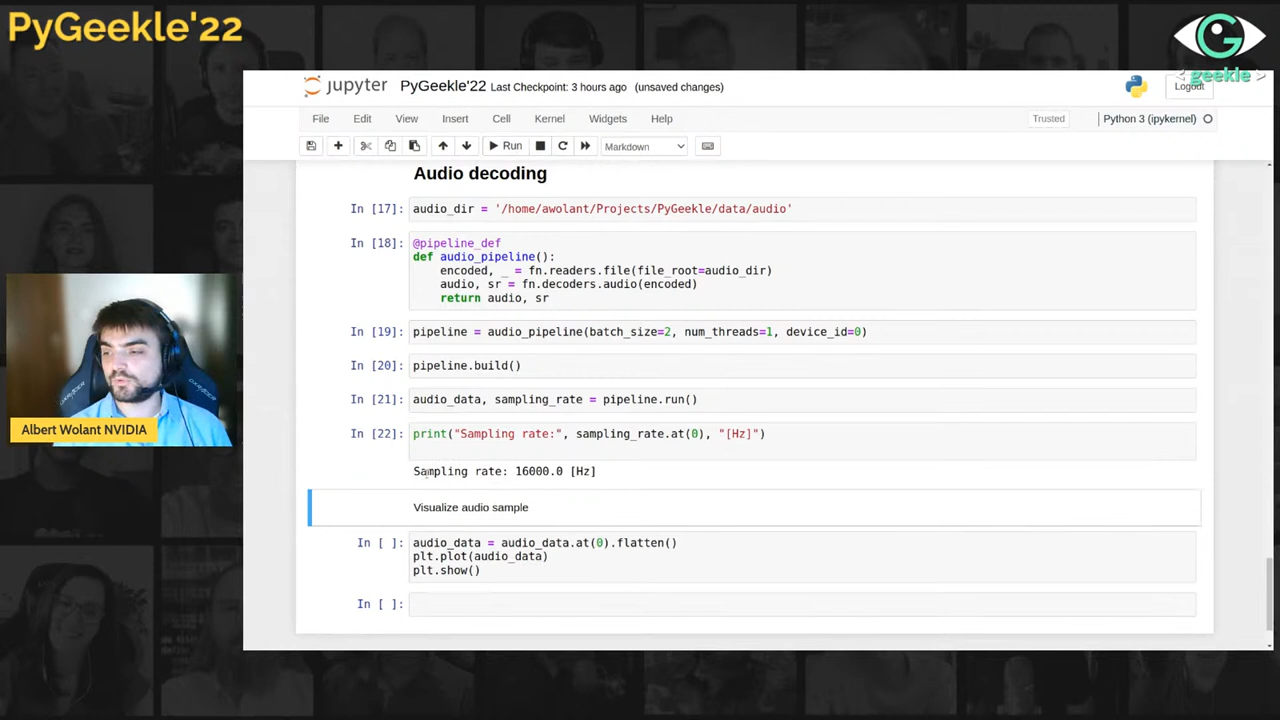 PyGeekle'22
G
< geekle >
jupyter PyGeekle'22 Last Checkpoint: 3 hours ago (unsaved changes)
Logout
File Edit View Insert Cell Kernel Widgets Help
Trusted Python 3 (ipykernel)
Run Markdown
Audio decoding
In [17]: audio_dir = '/home/awolant/Projects/PyGeekle/data/audio'
In [18]: @pipeline_def
def audio_pipeline():
encoded, _ = fn.readers.file(file_root=audio_dir)
audio, sr = fn.decoders.audio(encoded)
return audio, sr
In [19]: pipeline = audio_pipeline(batch_size=2, num_threads=1, device_id=0)
In [20]: pipeline.build()
In [21]: audio_data, sampling_rate = pipeline.run()
In [22]: print("Sampling rate:", sampling_rate.at(0), "[Hz]")
Sampling rate: 16000.0 [Hz]
Visualize audio sample
In [ ]: audio_data = audio_data.at(0).flatten()
plt.plot(audio_data)
plt.show()
In [ ]:
Albert Wolant NVIDIA